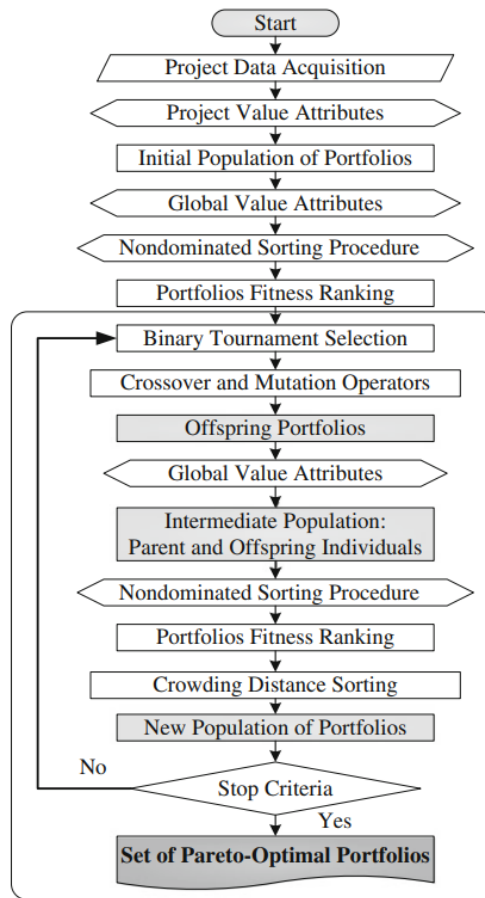 Start
Project Data Acquisition
Project Value Attributes
Initial Population of Portfolios
Global Value Attributes
Nondominated Sorting Procedure
Portfolios Fitness Ranking
Binary Tournament Selection
Crossover and Mutation Operators
Offspring Portfolios
Global Value Attributes
Intermediate Population:
Parent and Offspring Individuals
Nondominated Sorting Procedure
Portfolios Fitness Ranking
Crowding Distance Sorting
New Population of Portfolios
No
Stop Criteria
Yes
Set of Pareto-Optimal Portfolios